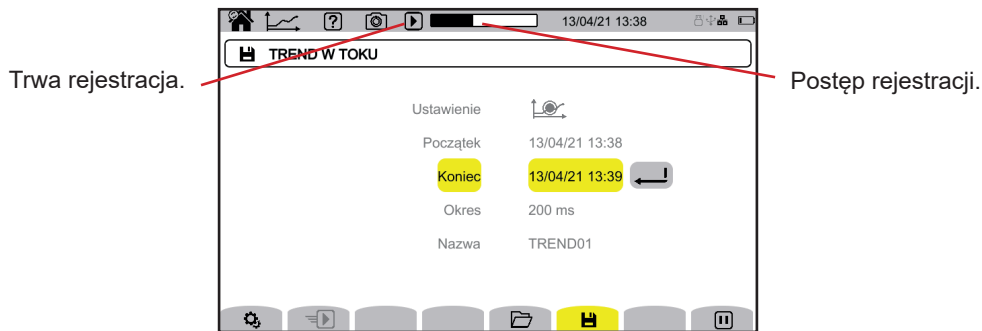 13/04/21 13:38
TREND W TOKU
Trwa rejestracja.
Postęp rejestracji.
Ustawienie
Początek 13/04/21 13:38
Koniec 13/04/21 13:39
Okres 200 ms
Nazwa TREND01